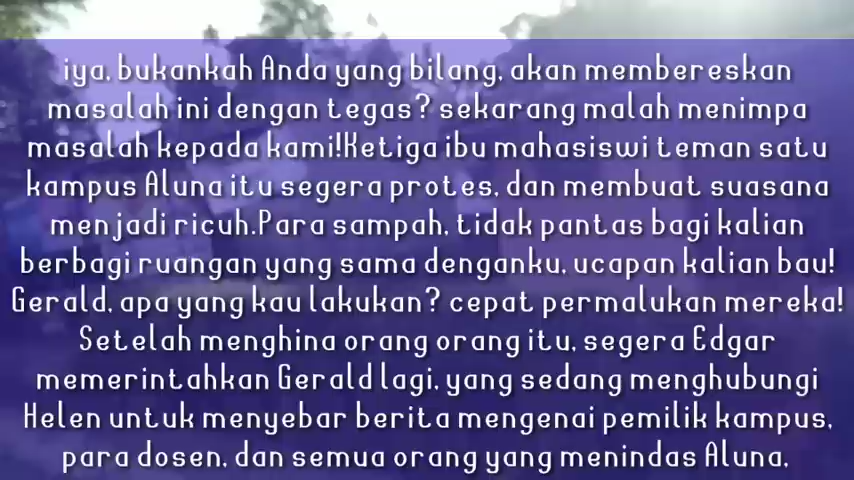 iya, bukankah Anda yang bilang, akan membereskan
masalah ini dengan tegas? sekarang malah menimpa
masalah kepada kami!Ketiga ibu mahasiswi teman satu
kampus Aluna itu segera protes, dan membuat suasana
menjadi ricuh.Para sampah, tidak pantas bagi kalian
berbagi ruangan yang sama denganku, ucapan kalian bau!
Gerald, apa yang kau lakukan? cepat permalukan mereka!
Setelah menghina orang orang itu, segera Edgar
memerintahkan Gerald lagi, yang sedang menghubungi
Helen untuk menyebar berita mengenai pemilik kampus,
para dosen, dan semua orang yang menindas Aluna,